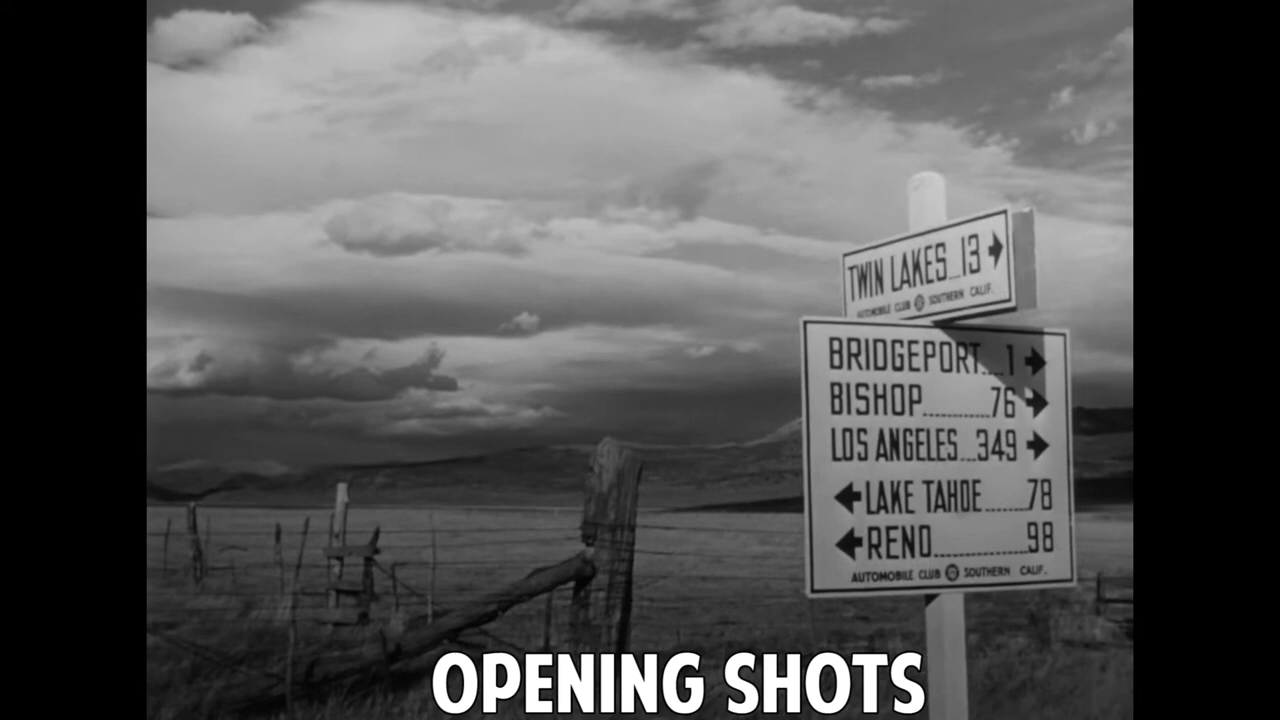 TWIN LAKES...13
AUTOMOBILE CLUB SOUTHERN CALIF.
BRIDGEPORT....1
BISHOP..........76
LOS ANGELES...349
LAKE TAHOE......78
RENO..............98
AUTOMOBILE CLUB SOUTHERN CALIF.
OPENING SHOTS